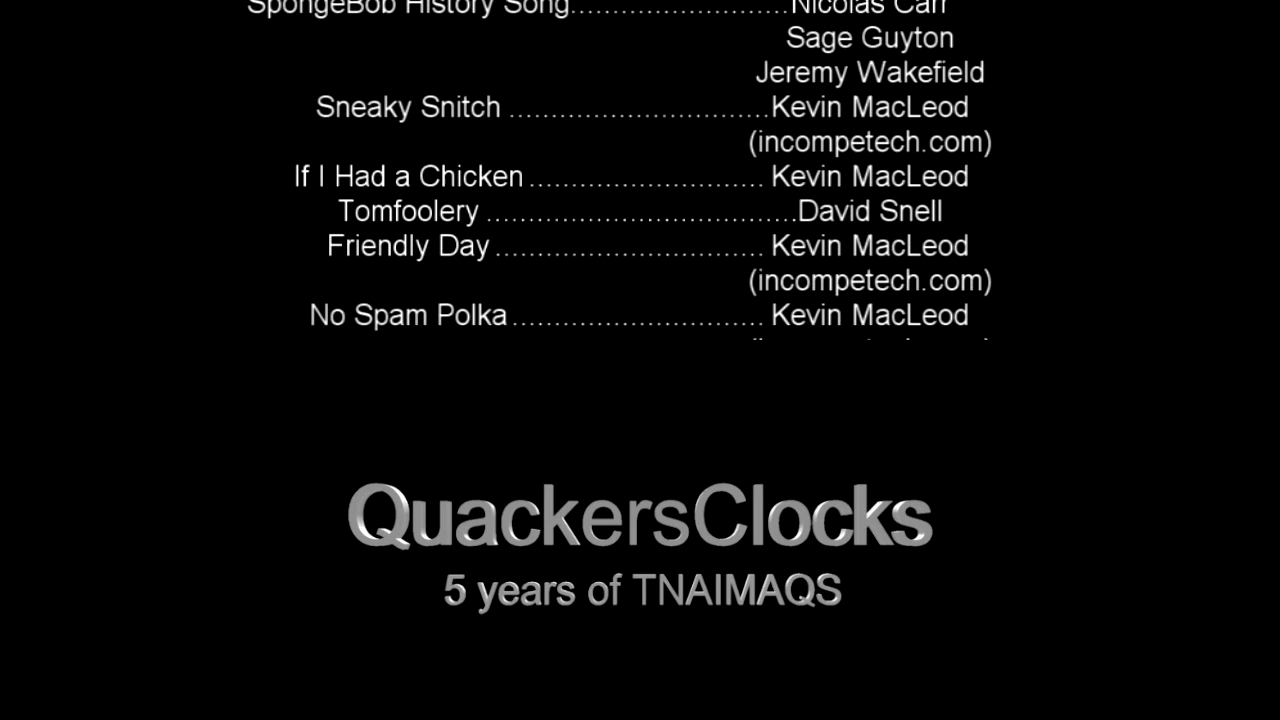 SpongeBob History Song..........................Nicolas Carr
Sage Guyton
Jeremy Wakefield
Sneaky Snitch ...............................Kevin MacLeod
(incompetech.com)
If I Had a Chicken............................ Kevin MacLeod
Tomfoolery .....................................David Snell
Friendly Day ................................ Kevin MacLeod
(incompetech.com)
No Spam Polka.............................. Kevin MacLeod
QuackersClocks
5 years of TNAIMAQS